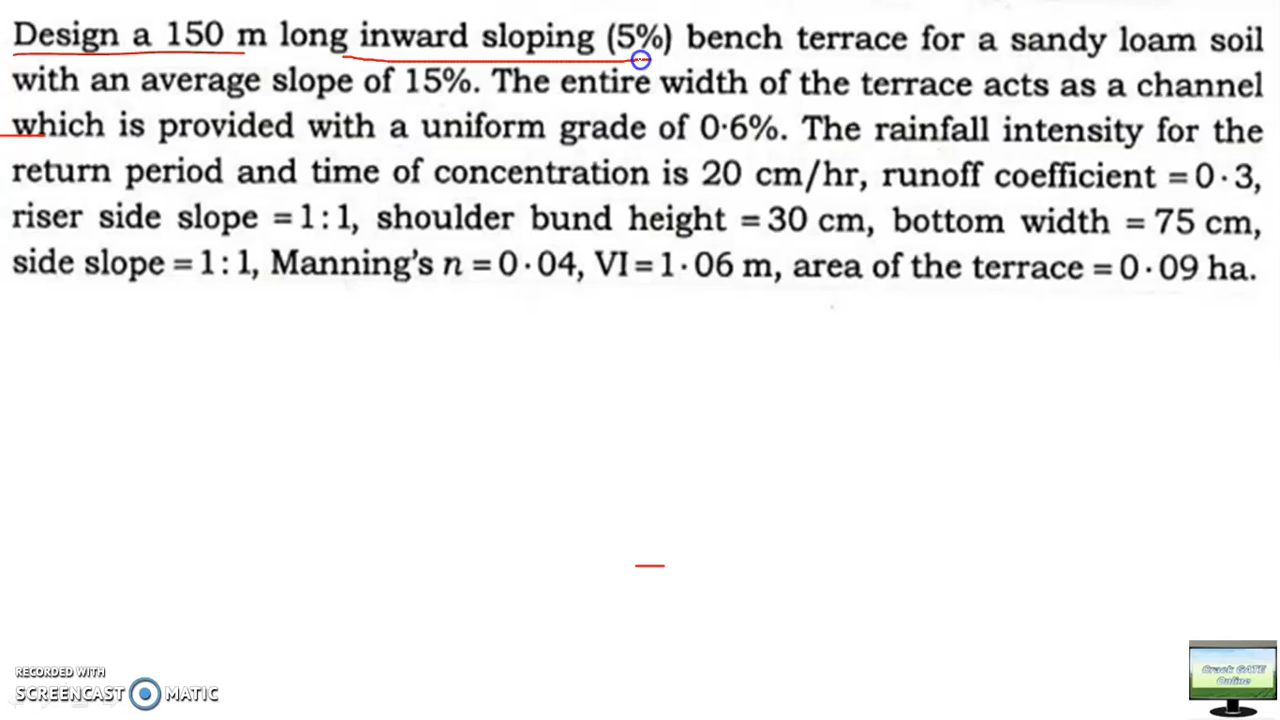 Design a 150 m long inward sloping (5%) bench terrace for a sandy loam soil
with an average slope of 15%. The entire width of the terrace acts as a channel
which is provided with a uniform grade of 0·6%. The rainfall intensity for the
return period and time of concentration is 20 cm/hr, runoff coefficient = 0·3,
riser side slope = 1 : 1, shoulder bund height = 30 cm, bottom width = 75 cm,
side slope = 1 : 1, Manning's n = 0·04, VI = 1·06 m, area of the terrace = 0·09 ha.
RECORDED WITH
SCREENCAST MATIC
Crack GATE
Online